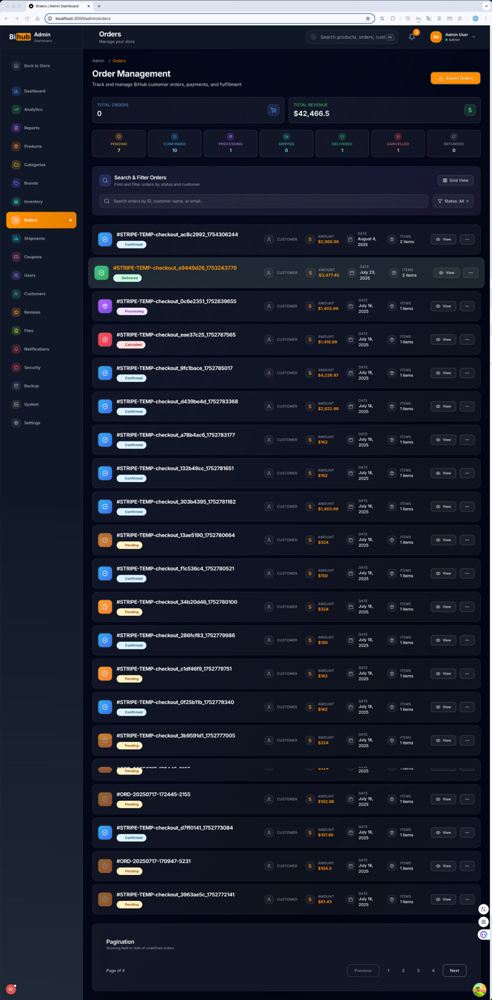 Orders | Admin Dashboard
localhost:3000/admin/orders
Bihub
Admin
Dashboard
Orders
Manage your store
Search products, orders, cust
⌘K
3
AU
Admin User
Admin
Back to Store
Dashboard
Analytics
Reports
Products
Categories
Brands
Inventory
Orders
Shipments
Coupons
Users
Customers
Reviews
Files
Notifications
Security
Backup
System
Settings
Admin / Orders
Order Management
Track and manage BiHub customer orders, payments, and fulfillment
Export Orders
TOTAL ORDERS
0
TOTAL REVENUE
$42,466.5
PENDING
7
CONFIRMED
10
PROCESSING
1
SHIPPED
0
DELIVERED
1
CANCELLED
1
REFUNDED
0
Search & Filter Orders
Find and filter orders by status and customer
Grid View
Search orders by ID, customer name, or email...
Status: All
#STRIPE-TEMP-checkout_ac8c2992_1754306244
Confirmed
CUSTOMER
AMOUNT
$2,969.98
DATE
August 4,
2025
ITEMS
2 items
View
#STRIPE-TEMP-checkout_e9449d26_1753243779
Delivered
CUSTOMER
AMOUNT
$3,477.45
DATE
July 23,
2025
ITEMS
2 items
View
#STRIPE-TEMP-checkout_0c6e2351_1752839655
Processing
CUSTOMER
AMOUNT
$1,403.99
DATE
July 18,
2025
ITEMS
1 items
View
#STRIPE-TEMP-checkout_eae37c25_1752787565
Cancelled
CUSTOMER
AMOUNT
$1,418.99
DATE
July 18,
2025
ITEMS
1 items
View
#STRIPE-TEMP-checkout_9fc1bace_1752785017
Confirmed
CUSTOMER
AMOUNT
$4,226.97
DATE
July 18,
2025
ITEMS
1 items
View
#STRIPE-TEMP-checkout_d439be4d_1752783368
Confirmed
CUSTOMER
AMOUNT
$2,822.98
DATE
July 18,
2025
ITEMS
1 items
View
#STRIPE-TEMP-checkout_a78b4ac6_1752783177
Confirmed
CUSTOMER
AMOUNT
$162
DATE
July 18,
2025
ITEMS
1 items
View
#STRIPE-TEMP-checkout_132b49cc_1752781651
Confirmed
CUSTOMER
AMOUNT
$162
DATE
July 18,
2025
ITEMS
1 items
View
#STRIPE-TEMP-checkout_303b4395_1752781182
Confirmed
CUSTOMER
AMOUNT
$1,403.99
DATE
July 18,
2025
ITEMS
1 items
View
#STRIPE-TEMP-checkout_13ae5190_1752780664
Pending
CUSTOMER
AMOUNT
$324
DATE
July 18,
2025
ITEMS
1 items
View
#STRIPE-TEMP-checkout_f1c536c4_1752780521
Confirmed
CUSTOMER
AMOUNT
$150
DATE
July 18,
2025
ITEMS
1 items
View
#STRIPE-TEMP-checkout_34b20d46_1752780100
Pending
CUSTOMER
AMOUNT
$324
DATE
July 18,
2025
ITEMS
1 items
View
#STRIPE-TEMP-checkout_286fcf83_1752779986
Confirmed
CUSTOMER
AMOUNT
$150
DATE
July 18,
2025
ITEMS
1 items
View
#STRIPE-TEMP-checkout_c1df46f9_1752779751
Pending
CUSTOMER
AMOUNT
$162
DATE
July 18,
2025
ITEMS
1 items
View
#STRIPE-TEMP-checkout_0f25b11b_1752779340
Confirmed
CUSTOMER
AMOUNT
$162
DATE
July 18,
2025
ITEMS
1 items
View
#STRIPE-TEMP-checkout_3b9591d1_1752777005
Pending
CUSTOMER
AMOUNT
$324
DATE
July 18,
2025
ITEMS
1 items
View
Pending
2025
#ORD-20250717-172445-2155
Pending
CUSTOMER
AMOUNT
$102.86
DATE
July 18,
2025
ITEMS
1 items
View
#STRIPE-TEMP-checkout_d7ff0141_1752773084
Confirmed
CUSTOMER
AMOUNT
$107.88
DATE
July 18,
2025
ITEMS
1 items
View
#ORD-20250717-170947-5231
Pending
CUSTOMER
AMOUNT
$104.5
DATE
July 18,
2025
ITEMS
1 items
View
#STRIPE-TEMP-checkout_3963ae5c_1752772141
Pending
CUSTOMER
AMOUNT
$61.43
DATE
July 18,
2025
ITEMS
1 items
View
Pagination
Showing NaN to NaN of undefined orders
Page of 4
Previous
1
2
3
4
Next
N